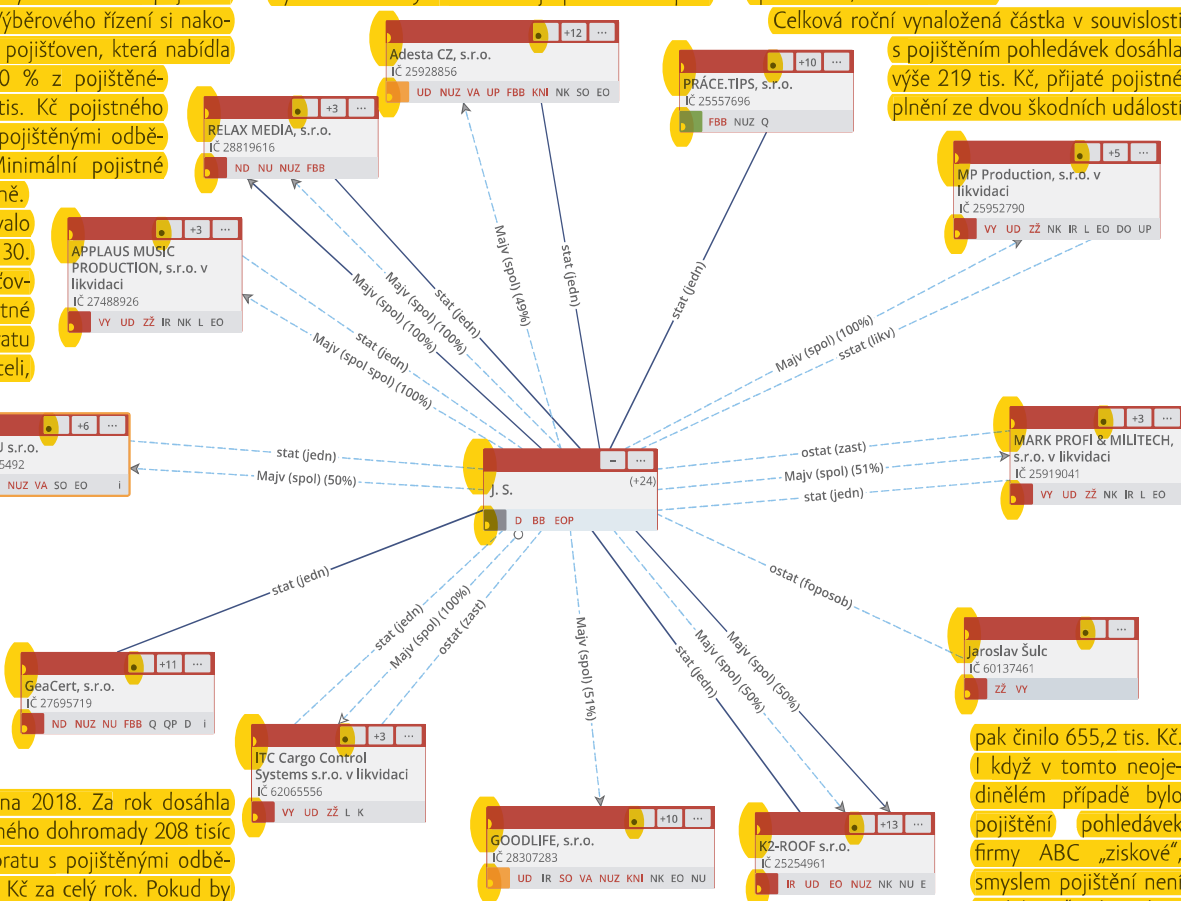 Výběrového řízení si nako-
pojišťoven, která nabídla
0 % z pojištěné-
tis. Kč pojistného
pojištěnými odbě-
Minimální pojistné
ně.
valo
30.
ťov-
tné
ratu
teli,
Celková roční vynaložená částka v souvislosti
s pojištěním pohledávek dosáhla
výše 219 tis. Kč, přijaté pojistné
plnění ze dvou škodních událostí
+12 ...
Adesta CZ, s.r.o.
IČ 25928856
UD NUZ VA UP FBB KNI NK SO EO
+10 ...
PRÁCE.TIPS, s.r.o.
IČ 25557696
FBB NUZ Q
+3 ...
RELAX MEDIA, s.r.o.
IČ 28819616
ND NU NUZ FBB
+5 ...
MP Production, s.r.o. v
likvidaci
IČ 25952790
VY UD ZŽ NK IR L EO DO UP
+3 ...
APPLAUS MUSIC
PRODUCTION, s.r.o. v
likvidaci
IČ 27488926
VY UD ZŽ IR NK L EO
Majv (spol) (49%)
stat (jedn)
stat (jedn)
stat (jedn)
Majv (spol) (100%)
Majv (spol) (100%)
stat (jedn)
Majv (spol spol) (100%)
Majv (spol) (100%)
sstat (likv)
+6 ...
J s.r.o.
5492
NUZ VA SO EO i
stat (jedn)
Majv (spol) (50%)
– ...
(+24)
J. S.
D BB EOP
ostat (zast)
Majv (spol) (51%)
stat (jedn)
+3 ...
MARK PROFI & MILITECH,
s.r.o. v likvidaci
IČ 25919041
VY UD ZŽ NK IR L EO
stat (jedn)
stat (jedn)
Majv (spol) (100%)
ostat (zast)
Majv (spol) (51%)
stat (jedn)
Majv (spol) (50%)
Majv (spol) (50%)
ostat (foposob)
Jaroslav Šulc
IČ 60137461
ZŽ VY
+11 ...
GeaCert, s.r.o.
IČ 27695719
ND NUZ NU FBB Q QP D i
+3 ...
ITC Cargo Control
Systems s.r.o. v likvidaci
IČ 62065556
VY UD ZŽ L K
+10 ...
GOODLIFE, s.r.o.
IČ 28307283
UD IR SO VA NUZ KNI NK EO NU
+13 ...
K2-ROOF s.r.o.
IČ 25254961
IR UD EO NUZ NK NU E
na 2018. Za rok dosáhla
ného dohromady 208 tisíc
oratu s pojištěnými odbě-
Kč za celý rok. Pokud by
pak činilo 655,2 tis. Kč.
I když v tomto neoje-
dinělém případě bylo
pojištění pohledávek
firmy ABC „ziskové“,
smyslem pojištění není